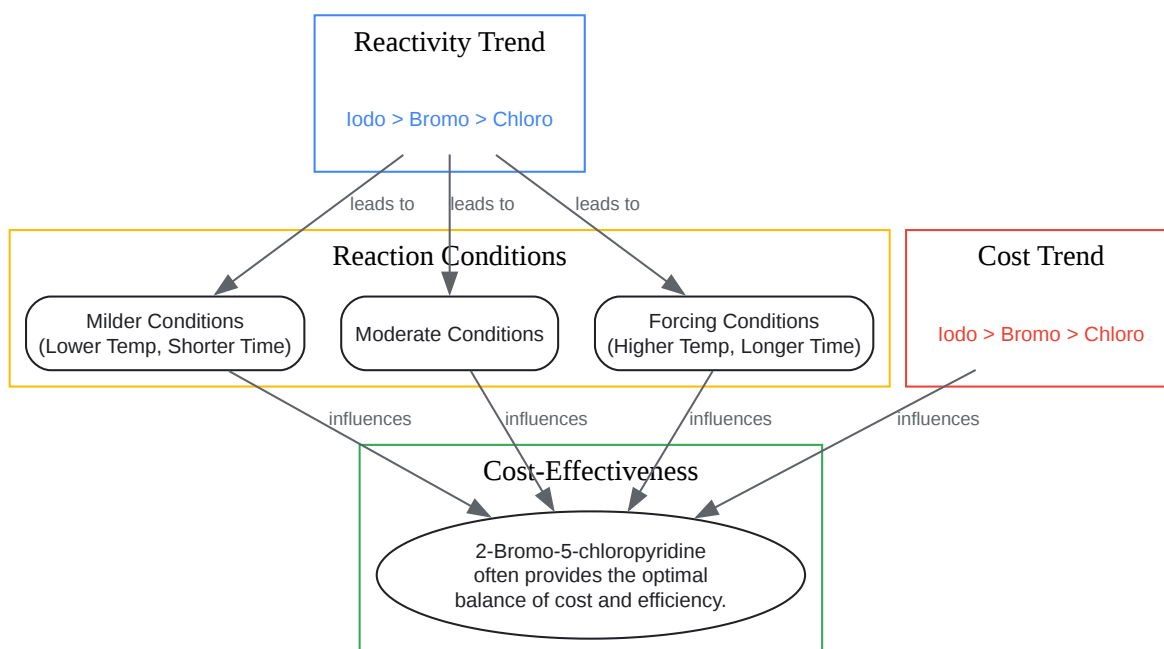 Reactivity Trend
Iodo > Bromo > Chloro
leads to
leads to
leads to
Reaction Conditions
Cost Trend
Milder Conditions
(Lower Temp, Shorter Time)
Moderate Conditions
Forcing Conditions
(Higher Temp, Longer Time)
Iodo > Bromo > Chloro
influences
influences
influences
influences
Cost-Effectiveness
2-Bromo-5-chloropyridine
often provides the optimal
balance of cost and efficiency.